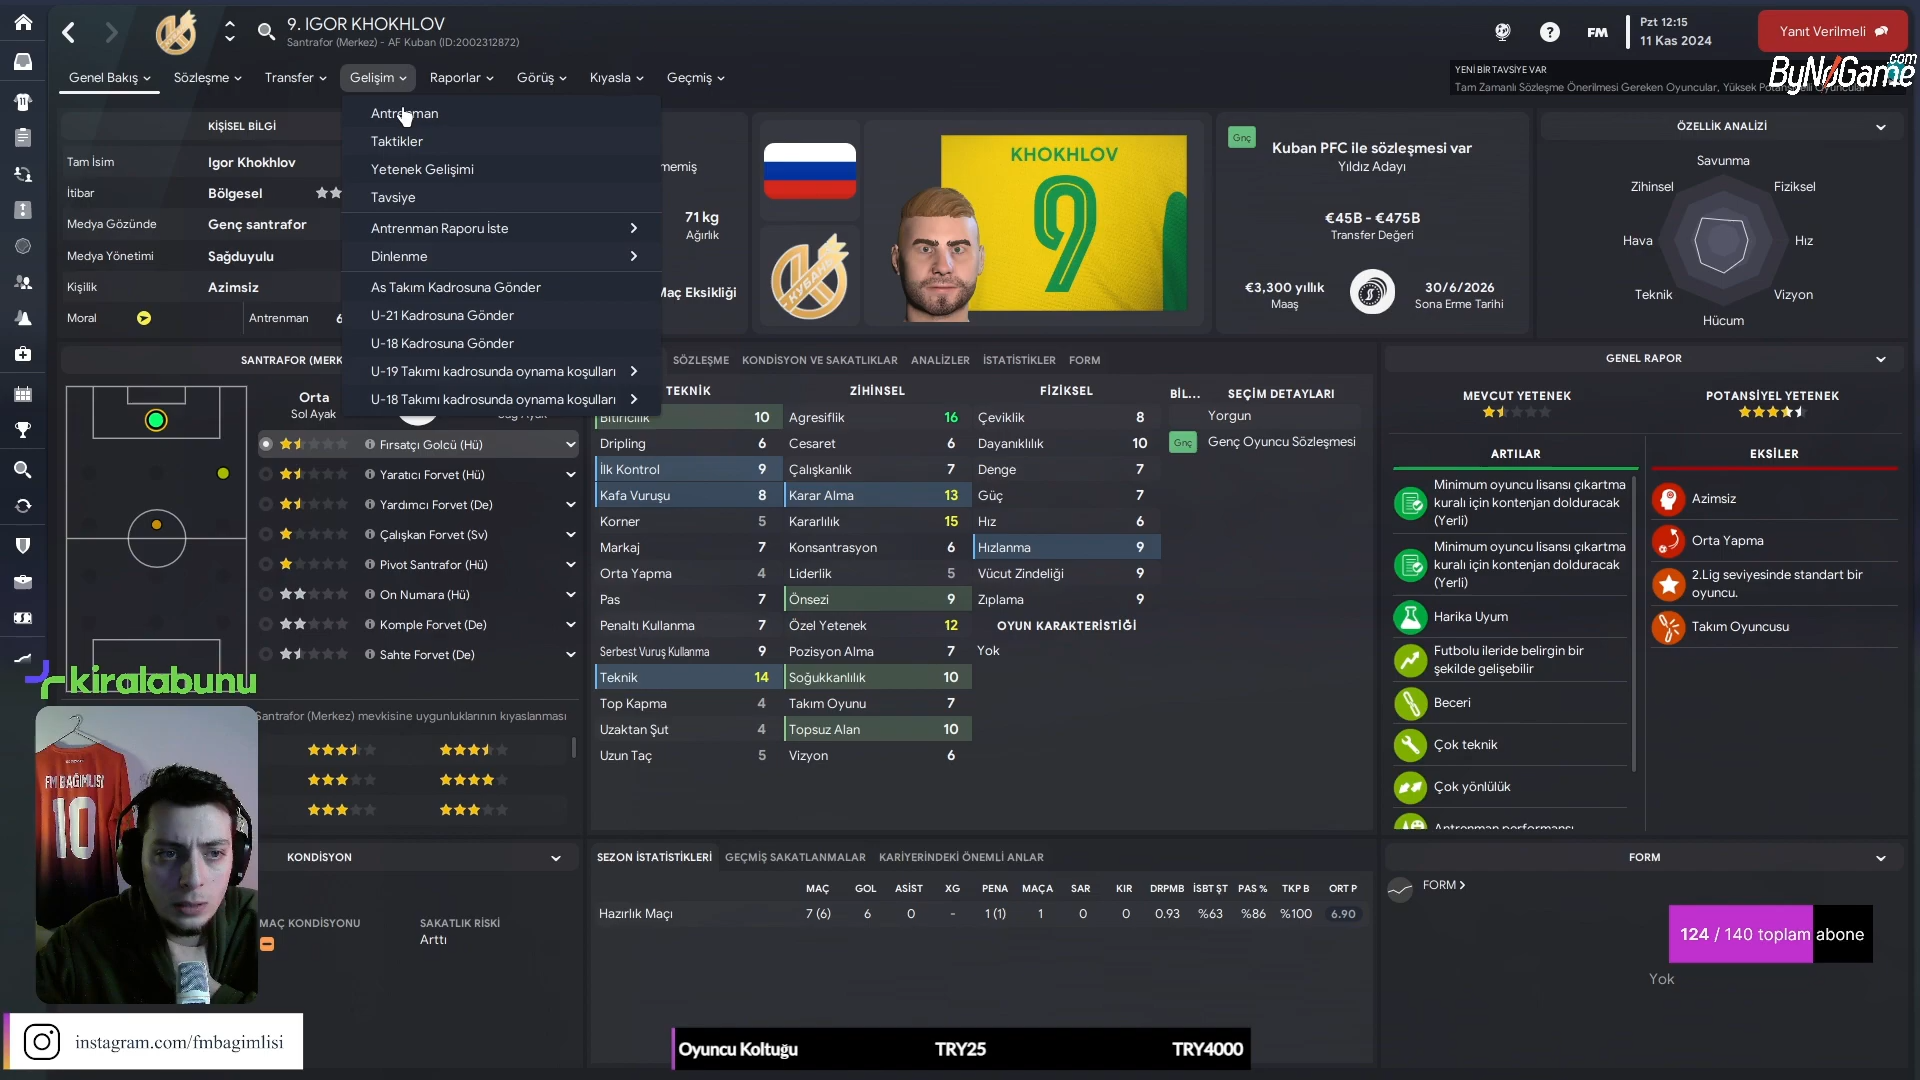 9. IGOR KHOKHLOV
Santrafor (Merkez) - AF Kuban (ID:2002312872)
FM
Pzt 12:15
11 Kas 2024
Yanıt Verilmeli
ByNoGame.com
YENİ BİR TAVSİYE VAR
Tam Zamanlı Sözleşme Önerilmesi Gereken Oyuncular, Yüksek Potansiyelli Oyuncular
Genel Bakış
Sözleşme
Transfer
Gelişim
Raporlar
Görüş
Kıyasla
Geçmiş
Antrenman
Taktikler
Yetenek Gelişimi
Tavsiye
Antrenman Raporu İste
Dinlenme
As Takım Kadrosuna Gönder
U-21 Kadrosuna Gönder
U-18 Kadrosuna Gönder
U-19 Takımı kadrosunda oynama koşulları
U-18 Takımı kadrosunda oynama koşulları
KİŞİSEL BİLGİ
Tam İsim Igor Khokhlov
İtibar Bölgesel
Medya Gözünde Genç santrafor
Medya Yönetimi Sağduyulu
Kişilik Azimsiz
Moral
Antrenman 6
71 kg
Ağırlık
Maç Eksikliği
КУБАНЬ
KHOKHLOV
9
Gnç
Kuban PFC ile sözleşmesi var
Yıldız Adayı
€45B - €475B
Transfer Değeri
€3,300 yıllık
Maaş
30/6/2026
Sona Erme Tarihi
ÖZELLİK ANALİZİ
Savunma
Zihinsel
Fiziksel
Hava
Hız
Teknik
Vizyon
Hücum
SANTRAFOR (MERK
Orta
Sol Ayak
Sağ Ayak
Fırsatçı Golcü (Hü)
Yaratıcı Forvet (Hü)
Yardımcı Forvet (De)
Çalışkan Forvet (Sv)
Pivot Santrafor (Hü)
On Numara (Hü)
Komple Forvet (De)
Sahte Forvet (De)
Santrafor (Merkez) mevkisine uygunluklarının kıyaslanması
kiralabunu
SÖZLEŞME
KONDİSYON VE SAKATLIKLAR
ANALİZLER
İSTATİSTİKLER
FORM
TEKNİK
Bitiricilik 10
Dripling 6
İlk Kontrol 9
Kafa Vuruşu 8
Korner 5
Markaj 7
Orta Yapma 4
Pas 7
Penaltı Kullanma 7
Serbest Vuruş Kullanma 9
Teknik 14
Top Kapma 4
Uzaktan Şut 4
Uzun Taç 5
ZİHİNSEL
Agresiflik 16
Cesaret 6
Çalışkanlık 7
Karar Alma 13
Kararlılık 15
Konsantrasyon 6
Liderlik 5
Önsezi 9
Özel Yetenek 12
Pozisyon Alma 7
Soğukkanlılık 10
Takım Oyunu 7
Topsuz Alan 10
Vizyon 6
FİZİKSEL
Çeviklik 8
Dayanıklılık 10
Denge 7
Güç 7
Hız 6
Hızlanma 9
Vücut Zindeliği 9
Zıplama 9
OYUN KARAKTERİSTİĞİ
Yok
BİL...
SEÇİM DETAYLARI
Yorgun
Gnç
Genç Oyuncu Sözleşmesi
GENEL RAPOR
MEVCUT YETENEK
POTANSİYEL YETENEK
ARTILAR
Minimum oyuncu lisansı çıkartma
kuralı için kontenjan dolduracak
(Yerli)
Minimum oyuncu lisansı çıkartma
kuralı için kontenjan dolduracak
(Yerli)
Harika Uyum
Futbolu ileride belirgin bir
şekilde gelişebilir
Beceri
Çok teknik
Çok yönlülük
Antrenman performansı
EKSİLER
Azimsiz
Orta Yapma
2.Lig seviyesinde standart bir
oyuncu.
Takım Oyuncusu
FM BAĞIMLISI
10
KONDİSYON
MAÇ KONDİSYONU
SAKATLIK RİSKİ
Arttı
SEZON İSTATİSTİKLERİ
GEÇMİŞ SAKATLANMALAR
KARİYERİNDEKİ ÖNEMLİ ANLAR
MAÇ GOL ASİST XG PENA MAÇA SAR KIR DRPMB İSBT ŞT PAS % TKP B ORT P
Hazırlık Maçı 7 (6) 6 0 - 1 (1) 1 0 0 0.93 %63 %86 %100 6.90
FORM
FORM
124 / 140 toplam abone
Yok
instagram.com/fmbagimlisi
Oyuncu Koltuğu TRY25 TRY4000